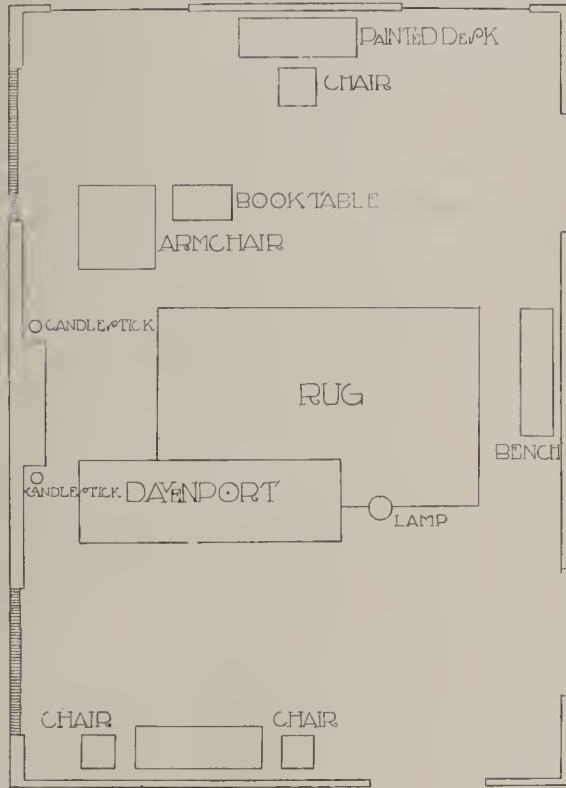 PAINTED DESK
CHAIR
BOOK TABLE
ARMCHAIR
CANDLESTICK
RUG
BENCH
CANDLESTICK
DAVENPORT
LAMP
CHAIR
CHAIR